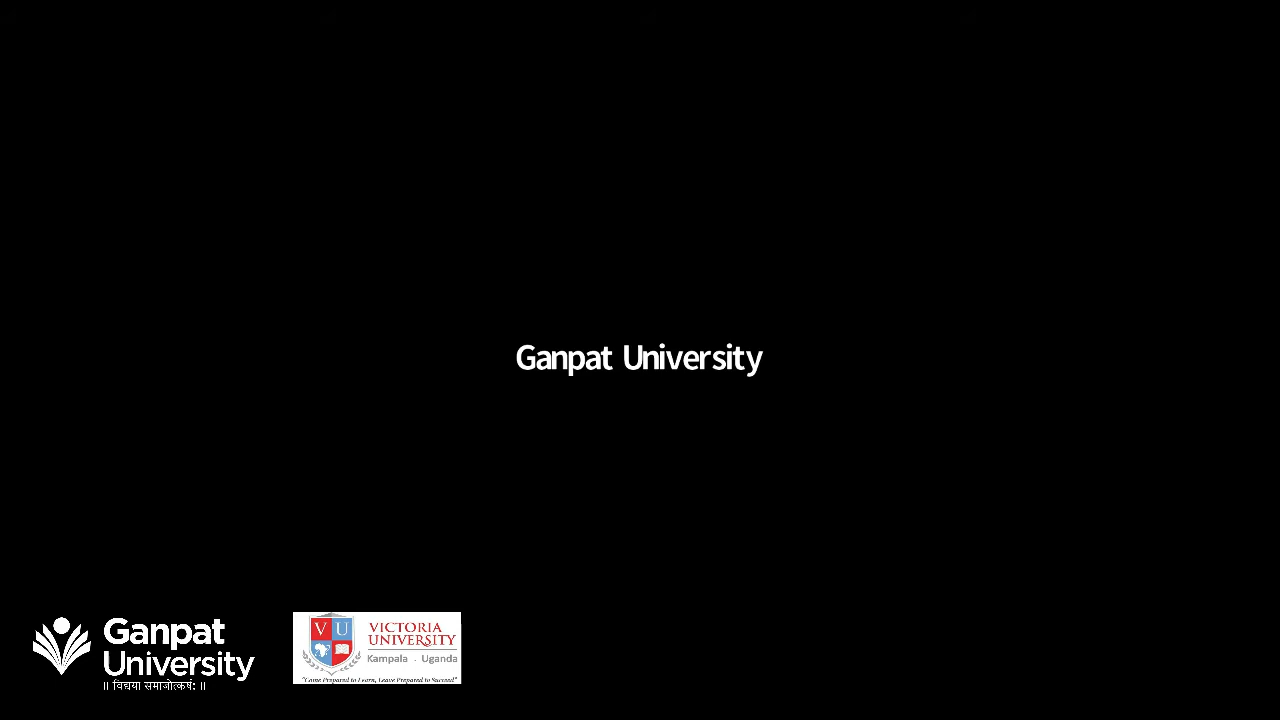 Ganpat University
Ganpat
University
॥ विद्यया समाजोत्कर्षः ॥
V U
VICTORIA
UNIVERSITY
Kampala . Uganda
"Come Prepared to Learn, Leave Prepared to Succeed"